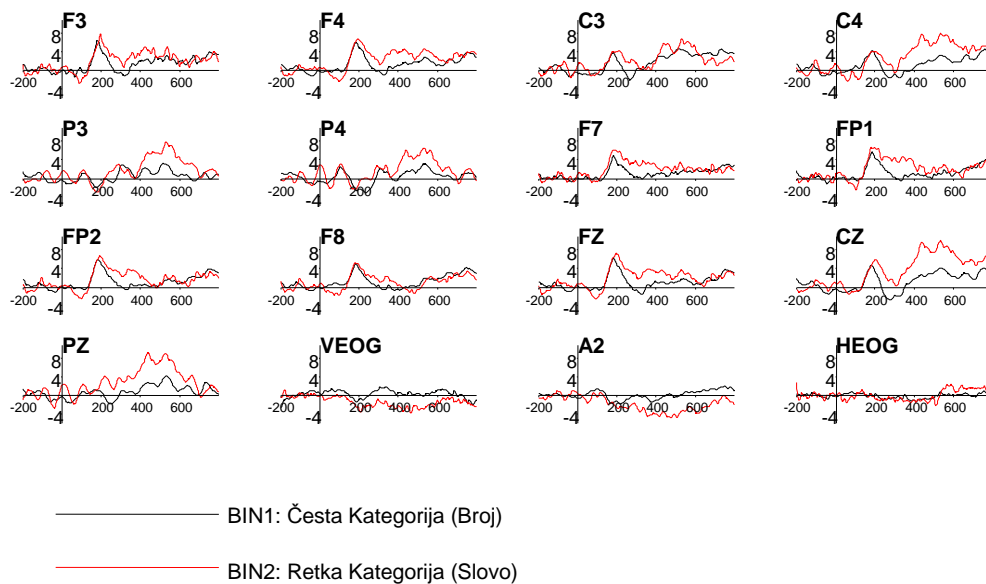 F3 F4 C3 C4
8 8 8 8
4 4 4 4
-200 200 400 600 -200 200 400 600 -200 200 400 600 -200 200 400 600
-4 -4 -4 -4
P3 P4 F7 FP1
8 8 8 8
4 4 4 4
-200 200 400 600 -200 200 400 600 -200 200 400 600 -200 200 400 600
-4 -4 -4 -4
FP2 F8 FZ CZ
8 8 8 8
4 4 4 4
-200 200 400 600 -200 200 400 600 -200 200 400 600 -200 200 400 600
-4 -4 -4 -4
PZ VEOG A2 HEOG
8 8 8 8
4 4 4 4
-200 200 400 600 -200 200 400 600 -200 200 400 600 -200 200 400 600
-4 -4 -4 -4
BIN1: Česta Kategorija (Broj)
BIN2: Retka Kategorija (Slovo)